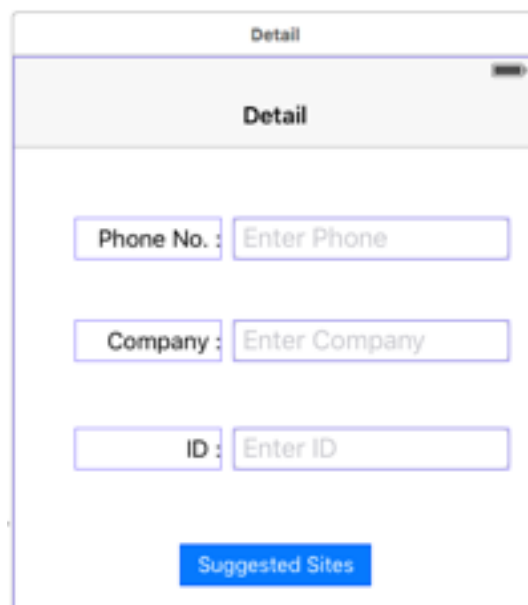 Detail
Detail
Phone No. : Enter Phone
Company : Enter Company
ID : Enter ID
Suggested Sites